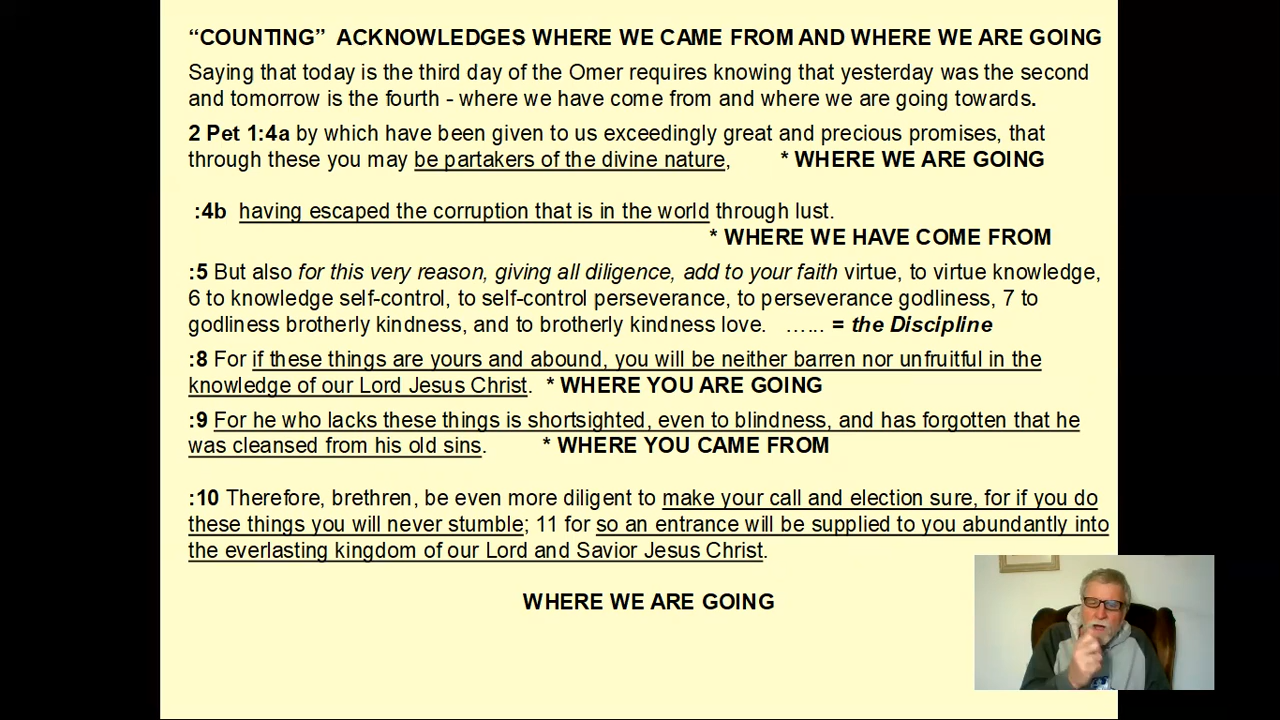 “COUNTING” ACKNOWLEDGES WHERE WE CAME FROM AND WHERE WE ARE GOING
Saying that today is the third day of the Omer requires knowing that yesterday was the second
and tomorrow is the fourth - where we have come from and where we are going towards.
2 Pet 1:4a by which have been given to us exceedingly great and precious promises, that
through these you may be partakers of the divine nature, * WHERE WE ARE GOING
:4b having escaped the corruption that is in the world through lust.
* WHERE WE HAVE COME FROM
:5 But also for this very reason, giving all diligence, add to your faith virtue, to virtue knowledge,
6 to knowledge self-control, to self-control perseverance, to perseverance godliness, 7 to
godliness brotherly kindness, and to brotherly kindness love. …… = the Discipline
:8 For if these things are yours and abound, you will be neither barren nor unfruitful in the
knowledge of our Lord Jesus Christ. * WHERE YOU ARE GOING
:9 For he who lacks these things is shortsighted, even to blindness, and has forgotten that he
was cleansed from his old sins. * WHERE YOU CAME FROM
:10 Therefore, brethren, be even more diligent to make your call and election sure, for if you do
these things you will never stumble; 11 for so an entrance will be supplied to you abundantly into
the everlasting kingdom of our Lord and Savior Jesus Christ.
WHERE WE ARE GOING